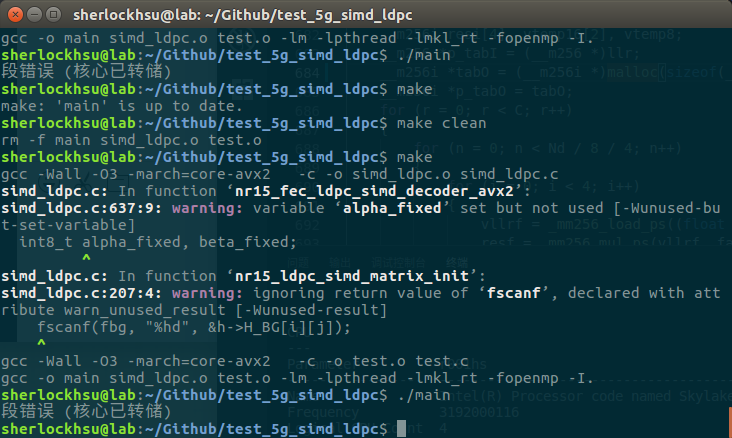 sherlockhsu@lab: ~/Github/test_5g_simd_ldpc
gcc -o main simd_ldpc.o test.o -lm -lpthread -lmkl_rt -fopenmp -I.
sherlockhsu@lab:~/Github/test_5g_simd_ldpc$ ./main
段错误 (核心已转储)
sherlockhsu@lab:~/Github/test_5g_simd_ldpc$ make
make: 'main' is up to date.
sherlockhsu@lab:~/Github/test_5g_simd_ldpc$ make clean
rm -f main simd_ldpc.o test.o
sherlockhsu@lab:~/Github/test_5g_simd_ldpc$ make
gcc -Wall -O3 -march=core-avx2   -c -o simd_ldpc.o simd_ldpc.c
simd_ldpc.c: In function ‘nr15_fec_ldpc_simd_decoder_avx2’:
simd_ldpc.c:637:9: warning: variable ‘alpha_fixed’ set but not used [-Wunused-bu
t-set-variable]
  int8_t alpha_fixed, beta_fixed;
         ^
simd_ldpc.c: In function ‘nr15_ldpc_simd_matrix_init’:
simd_ldpc.c:207:4: warning: ignoring return value of ‘fscanf’, declared with att
ribute warn_unused_result [-Wunused-result]
    fscanf(fbg, "%hd", &h->H_BG[i][j]);
    ^
gcc -Wall -O3 -march=core-avx2   -c -o test.o test.c
gcc -o main simd_ldpc.o test.o -lm -lpthread -lmkl_rt -fopenmp -I.
sherlockhsu@lab:~/Github/test_5g_simd_ldpc$ ./main
段错误 (核心已转储)
sherlockhsu@lab:~/Github/test_5g_simd_ldpc$